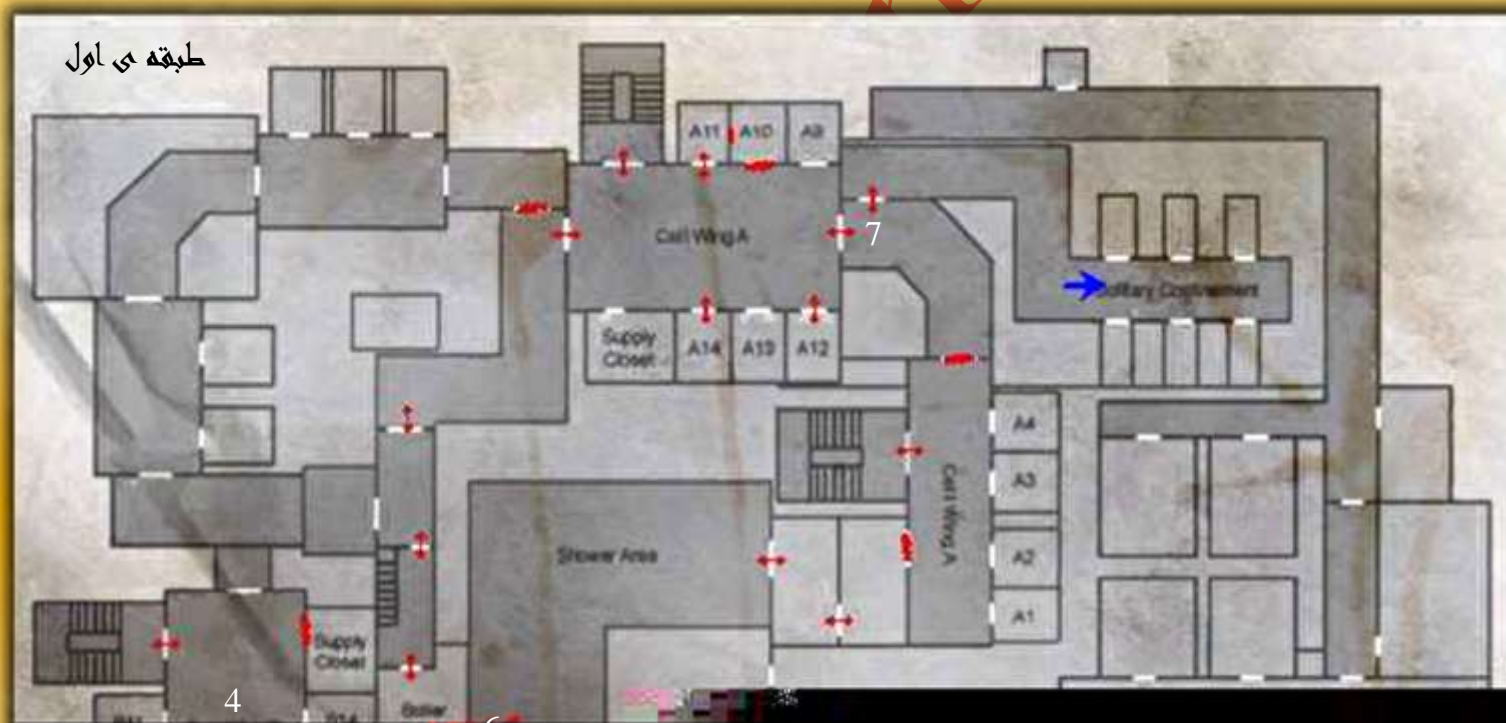 طبقه ی اول
A11 A10 A9
Cell Wing A
7
Solitary Confinement
Supply
Closet
A14 A13 A12
A4
A3
Cell Wing A
Shower Area
A2
A1
Supply
Closet
4
Boiler